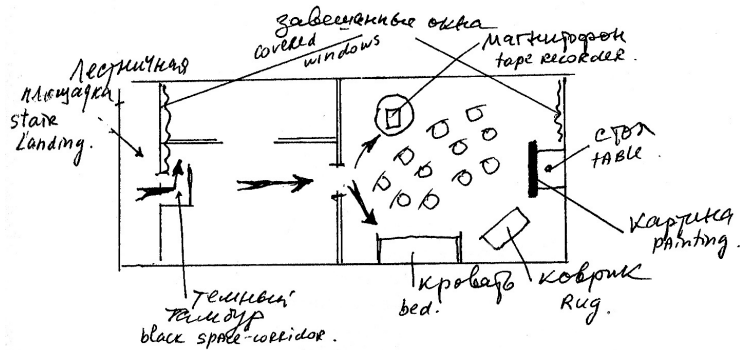 завешанные окна
covered
windows
магнитофон
tape recorder.
Лестничная
площадка
stair
Landing.
стол
TABLE.
картина
PAINTING.
кровать
bed.
коврик
RUG.
темный
тамбур
black space-corridor.